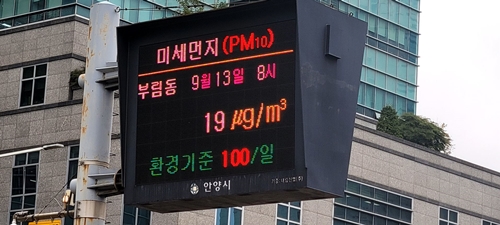 미세먼지(PM10)
부림동 9월13일 8시
19 μg/m³
환경기준 100/일
안양시